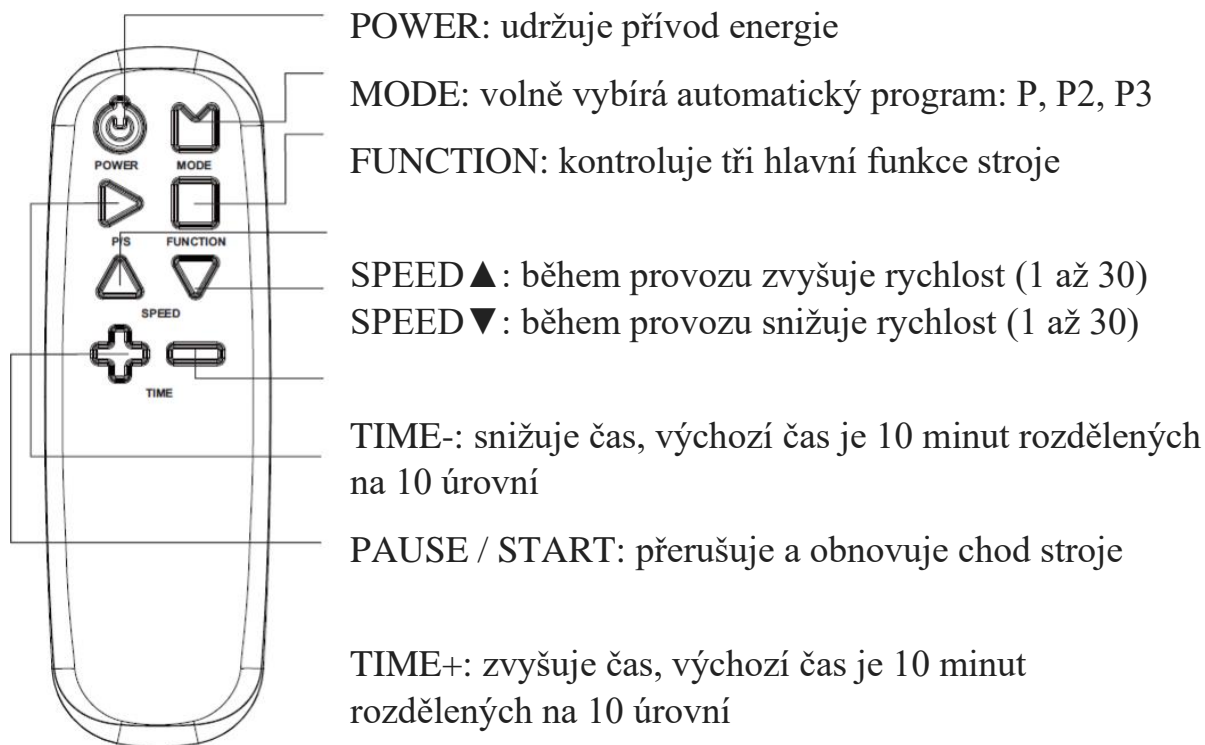 POWER: udržuje přívod energie
MODE: volně vybírá automatický program: P, P2, P3
FUNCTION: kontroluje tři hlavní funkce stroje
SPEED▲: během provozu zvyšuje rychlost (1 až 30)
SPEED▼: během provozu snižuje rychlost (1 až 30)
TIME-: snižuje čas, výchozí čas je 10 minut rozdělených
na 10 úrovní
PAUSE / START: přerušuje a obnovuje chod stroje
TIME+: zvyšuje čas, výchozí čas je 10 minut
rozdělených na 10 úrovní
POWER MODE
P/S FUNCTION
SPEED
TIME